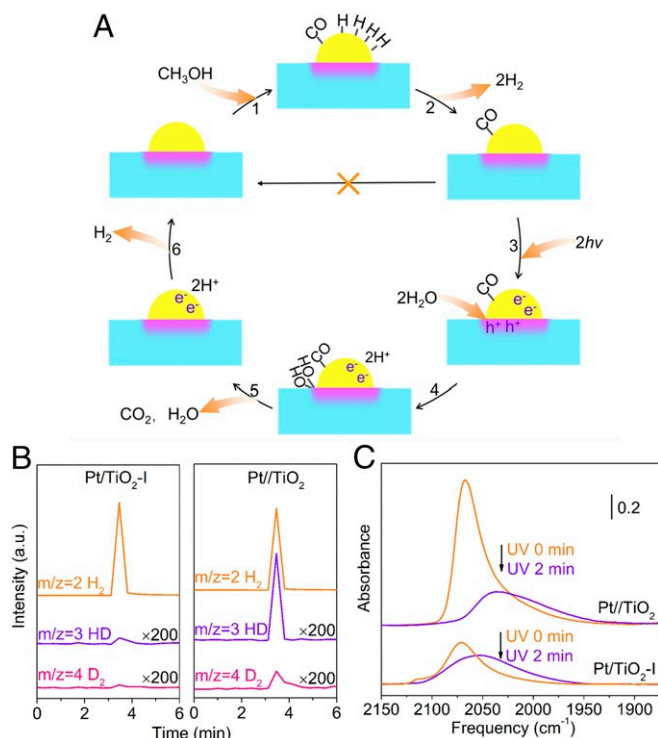 A
CO H H H H H
CH₃OH
1
2
2H₂
CO
H₂
6
2H⁺
e⁻
e⁻
3
2hv
2H₂O
CO
e⁻
e⁻
h⁺ h⁺
CO₂, H₂O
5
HO
HO
CO
2H⁺
e⁻
e⁻
4
B
Pt/TiO₂-I
Pt//TiO₂
Intensity (a.u.)
m/z=2 H₂
m/z=2 H₂
m/z=3 HD
×200
m/z=3 HD
×200
m/z=4 D₂
×200
m/z=4 D₂
×200
0 2 4 6
0 2 4 6
Time (min)
C
0.2
Absorbance
UV 0 min
UV 2 min
Pt//TiO₂
UV 0 min
UV 2 min
Pt/TiO₂-I
2150 2100 2050 2000 1950 1900
Frequency (cm⁻¹)